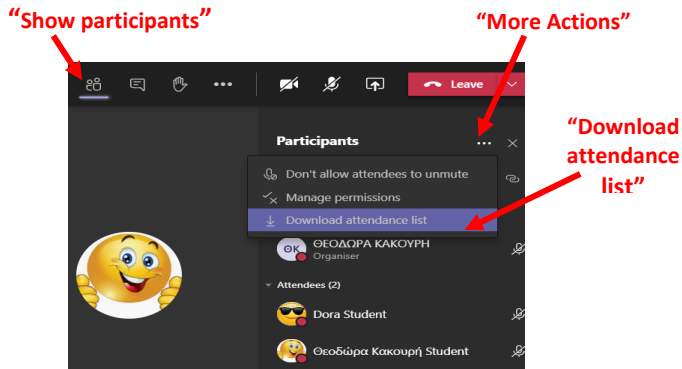 “Show participants”
“More Actions”
Leave
Participants
“Download
attendance
list”
Don't allow attendees to unmute
Manage permissions
Download attendance list
ΘΚ
ΘΕΟΔΩΡΑ ΚΑΚΟΥΡΗ
Organiser
Attendees (2)
Dora Student
Θεοδώρα Κακουρή Student